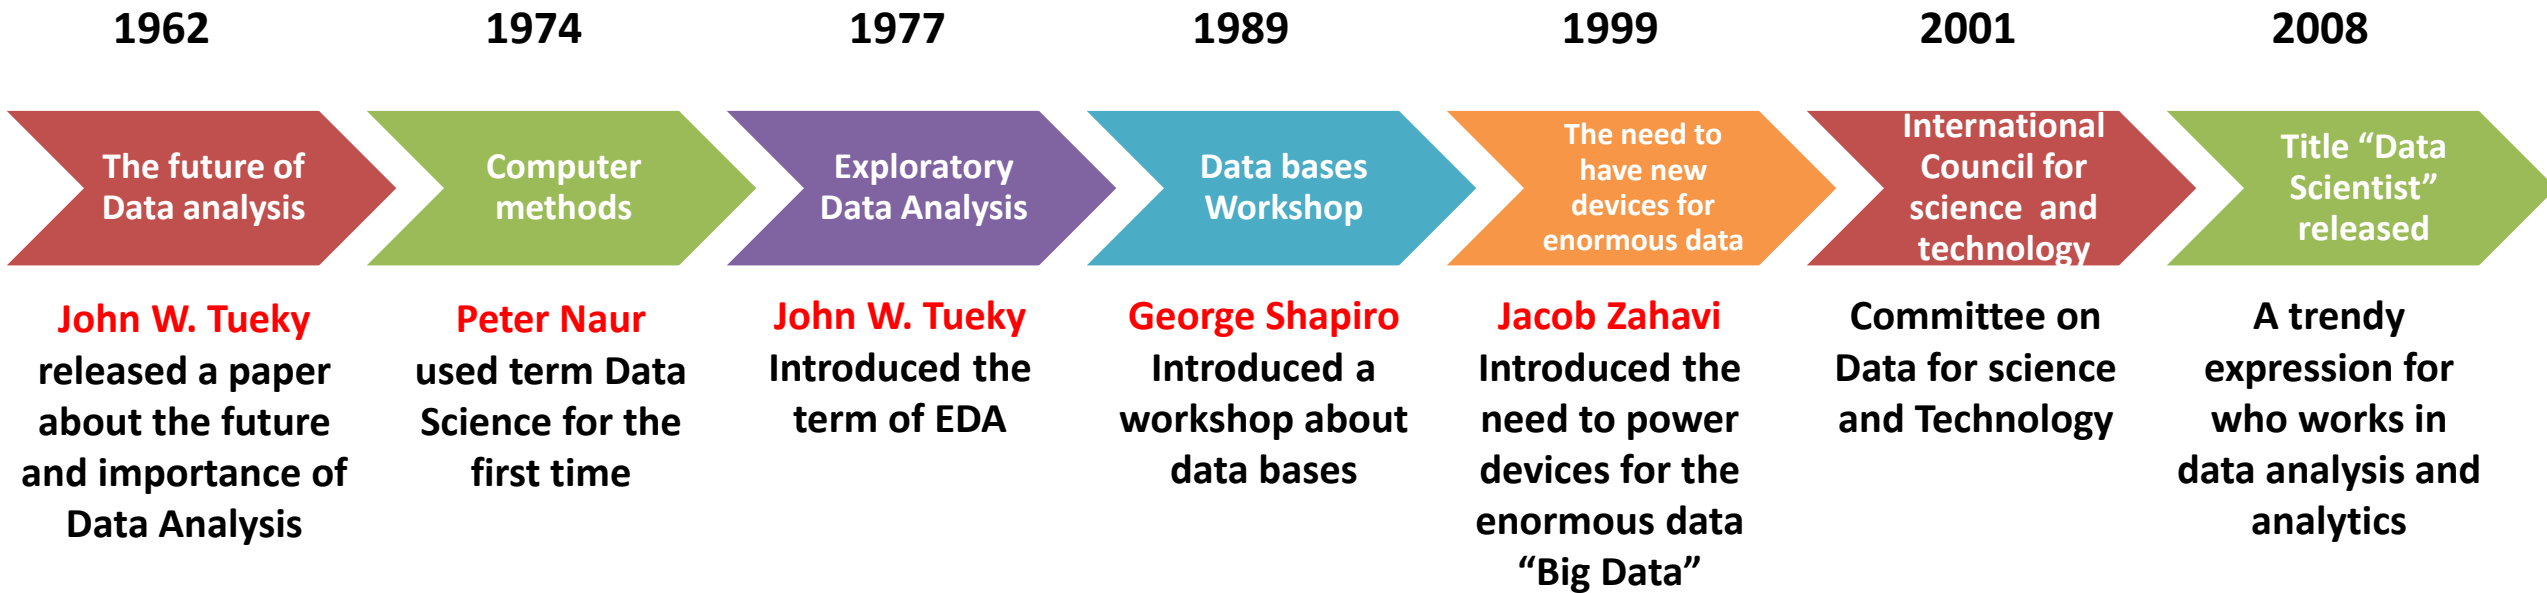 1962
1974
1977
1989
1999
2001
2008
The future of
Data analysis
Computer
methods
Exploratory
Data Analysis
Data bases
Workshop
The need to
have new
devices for
enormous data
International
Council for
science and
technology
Title “Data
Scientist”
released
John W. Tueky
released a paper
about the future
and importance of
Data Analysis
Peter Naur
used term Data
Science for the
first time
John W. Tueky
Introduced the
term of EDA
George Shapiro
Introduced a
workshop about
data bases
Jacob Zahavi
Introduced the
need to power
devices for the
enormous data
“Big Data”
Committee on
Data for science
and Technology
A trendy
expression for
who works in
data analysis and
analytics